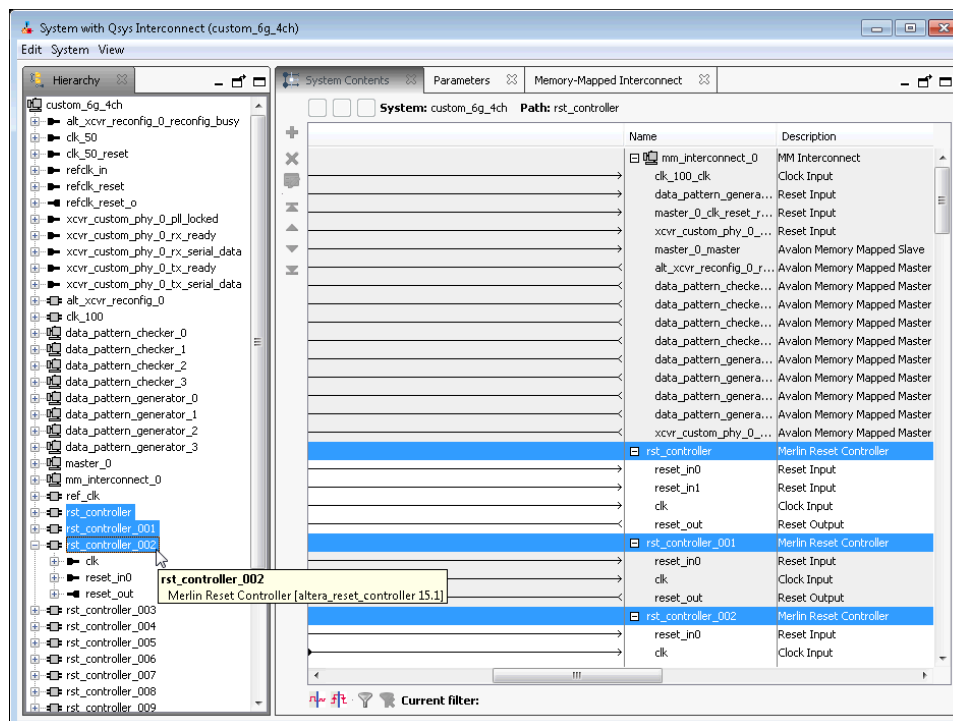 System with Qsys Interconnect (custom_6g_4ch)
Edit System View
Hierarchy
custom_6g_4ch
alt_xcvr_reconfig_0_reconfig_busy
clk_50
clk_50_reset
refclk_in
refclk_reset
refclk_reset_o
xcvr_custom_phy_0_pll_locked
xcvr_custom_phy_0_rx_ready
xcvr_custom_phy_0_rx_serial_data
xcvr_custom_phy_0_tx_ready
xcvr_custom_phy_0_tx_serial_data
alt_xcvr_reconfig_0
clk_100
data_pattern_checker_0
data_pattern_checker_1
data_pattern_checker_2
data_pattern_checker_3
data_pattern_generator_0
data_pattern_generator_1
data_pattern_generator_2
data_pattern_generator_3
master_0
mm_interconnect_0
ref_clk
rst_controller
rst_controller_001
rst_controller_002
clk
reset_in0
reset_out
rst_controller_003
rst_controller_004
rst_controller_005
rst_controller_006
rst_controller_007
rst_controller_008
rst_controller_009
rst_controller_002
Merlin Reset Controller [altera_reset_controller 15.1]
System Contents Parameters Memory-Mapped Interconnect
System: custom_6g_4ch Path: rst_controller
Name Description
mm_interconnect_0 MM Interconnect
clk_100_clk Clock Input
data_pattern_genera... Reset Input
master_0_clk_reset_r... Reset Input
xcvr_custom_phy_0_... Reset Input
master_0_master Avalon Memory Mapped Slave
alt_xcvr_reconfig_0_r... Avalon Memory Mapped Master
data_pattern_checke... Avalon Memory Mapped Master
data_pattern_checke... Avalon Memory Mapped Master
data_pattern_checke... Avalon Memory Mapped Master
data_pattern_checke... Avalon Memory Mapped Master
data_pattern_genera... Avalon Memory Mapped Master
data_pattern_genera... Avalon Memory Mapped Master
data_pattern_genera... Avalon Memory Mapped Master
xcvr_custom_phy_0_... Avalon Memory Mapped Master
rst_controller Merlin Reset Controller
reset_in0 Reset Input
reset_in1 Reset Input
clk Clock Input
reset_out Reset Output
rst_controller_001 Merlin Reset Controller
reset_in0 Reset Input
clk Clock Input
reset_out Reset Output
rst_controller_002 Merlin Reset Controller
reset_in0 Reset Input
clk Clock Input
Current filter: